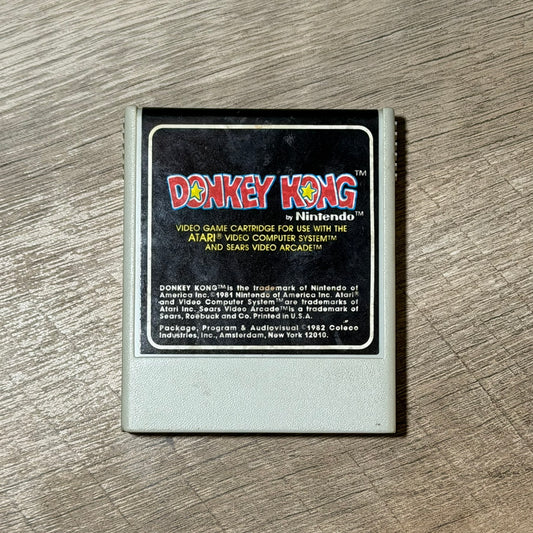 DONKEY KONG™
by Nintendo™
VIDEO GAME CARTRIDGE FOR USE WITH THE
ATARI® VIDEO COMPUTER SYSTEM™
AND SEARS VIDEO ARCADE™
DONKEY KONG™ is the trademark of Nintendo of
America Inc. ©1981 Nintendo of America Inc. Atari®
and Video Computer System™ are trademarks of
Atari Inc. Sears Video Arcade™ is a trademark of
Sears, Roebuck and Co. Printed in U.S.A.
Package, Program & Audiovisual ©1982 Coleco
Industries, Inc., Amsterdam, New York 12010.